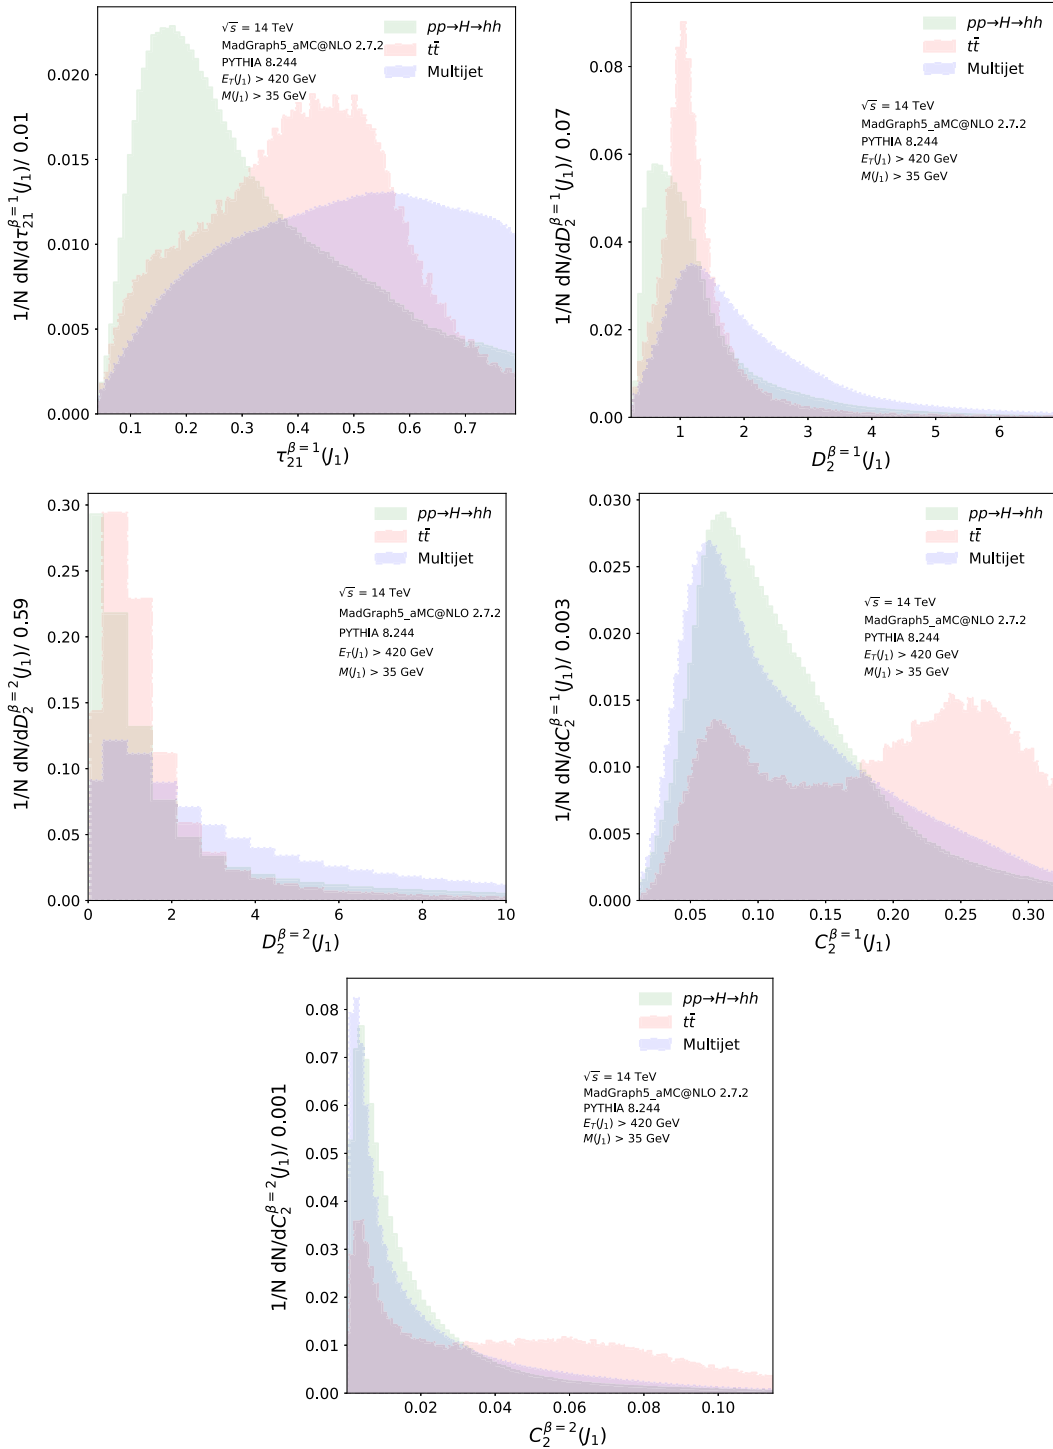 √s = 14 TeV
MadGraph5_aMC@NLO 2.7.2
PYTHIA 8.244
E_T(J_1) > 420 GeV
M(J_1) > 35 GeV
pp→H→hh
tt̄
Multijet
1/N dN/dτ_{21}^{β=1}(J_1)/ 0.01
0.020
0.015
0.010
0.005
0.000
0.1 0.2 0.3 0.4 0.5 0.6 0.7
τ_{21}^{β=1}(J_1)
pp→H→hh
tt̄
Multijet
√s = 14 TeV
MadGraph5_aMC@NLO 2.7.2
PYTHIA 8.244
E_T(J_1) > 420 GeV
M(J_1) > 35 GeV
1/N dN/dD_2^{β=1}(J_1)/ 0.07
0.08
0.06
0.04
0.02
0.00
1 2 3 4 5 6
D_2^{β=1}(J_1)
pp→H→hh
tt̄
Multijet
√s = 14 TeV
MadGraph5_aMC@NLO 2.7.2
PYTHIA 8.244
E_T(J_1) > 420 GeV
M(J_1) > 35 GeV
1/N dN/dD_2^{β=2}(J_1)/ 0.59
0.30
0.25
0.20
0.15
0.10
0.05
0.00
0 2 4 6 8 10
D_2^{β=2}(J_1)
pp→H→hh
tt̄
Multijet
√s = 14 TeV
MadGraph5_aMC@NLO 2.7.2
PYTHIA 8.244
E_T(J_1) > 420 GeV
M(J_1) > 35 GeV
1/N dN/dC_2^{β=1}(J_1)/ 0.003
0.030
0.025
0.020
0.015
0.010
0.005
0.000
0.05 0.10 0.15 0.20 0.25 0.30
C_2^{β=1}(J_1)
pp→H→hh
tt̄
Multijet
√s = 14 TeV
MadGraph5_aMC@NLO 2.7.2
PYTHIA 8.244
E_T(J_1) > 420 GeV
M(J_1) > 35 GeV
1/N dN/dC_2^{β=2}(J_1)/ 0.001
0.08
0.07
0.06
0.05
0.04
0.03
0.02
0.01
0.00
0.02 0.04 0.06 0.08 0.10
C_2^{β=2}(J_1)